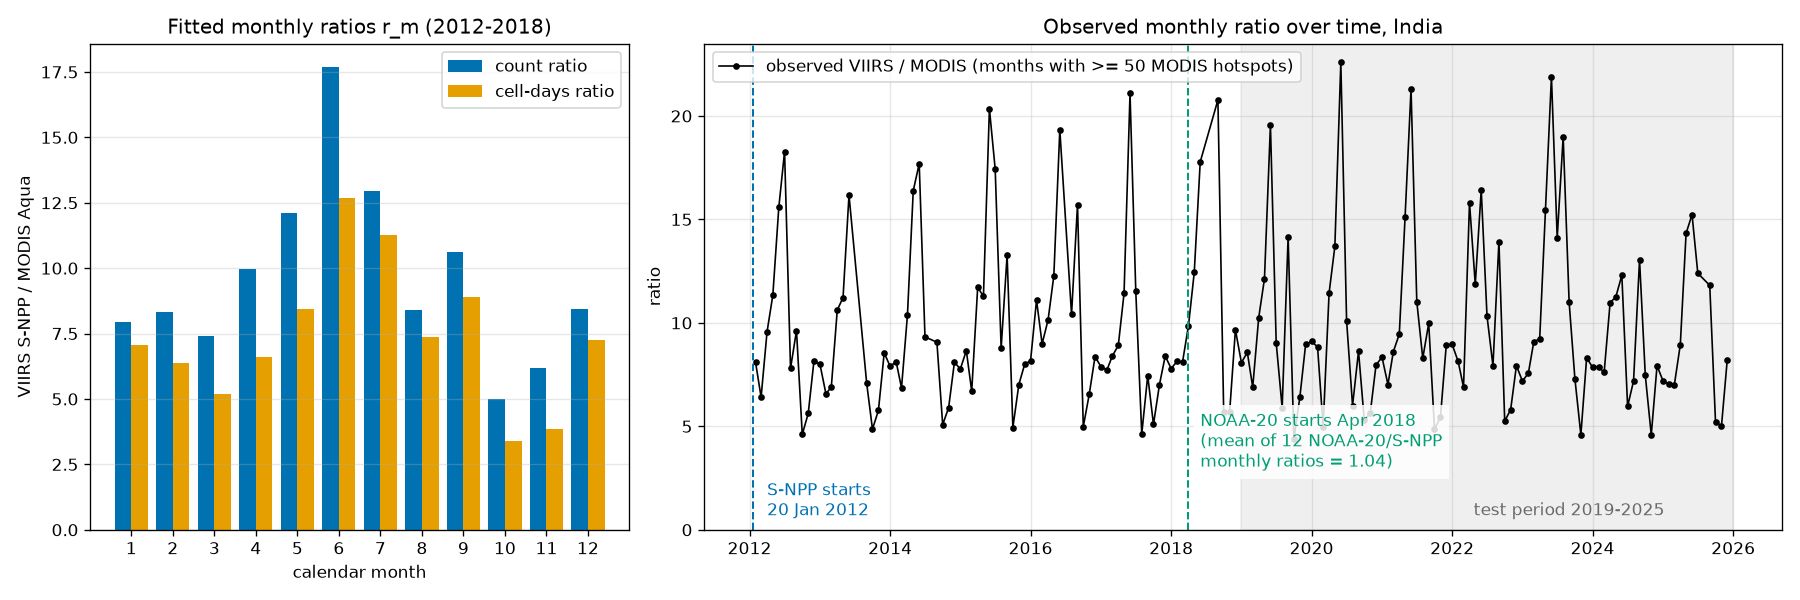 Fitted monthly ratios r_m (2012-2018)
VIIRS S-NPP / MODIS Aqua
17.5
15.0
12.5
10.0
7.5
5.0
2.5
0.0
count ratio
cell-days ratio
1 2 3 4 5 6 7 8 9 10 11 12
calendar month
Observed monthly ratio over time, India
ratio
20
15
10
5
0
observed VIIRS / MODIS (months with >= 50 MODIS hotspots)
NOAA-20 starts Apr 2018
(mean of 12 NOAA-20/S-NPP
monthly ratios = 1.04)
S-NPP starts
20 Jan 2012
test period 2019-2025
2012 2014 2016 2018 2020 2022 2024 2026